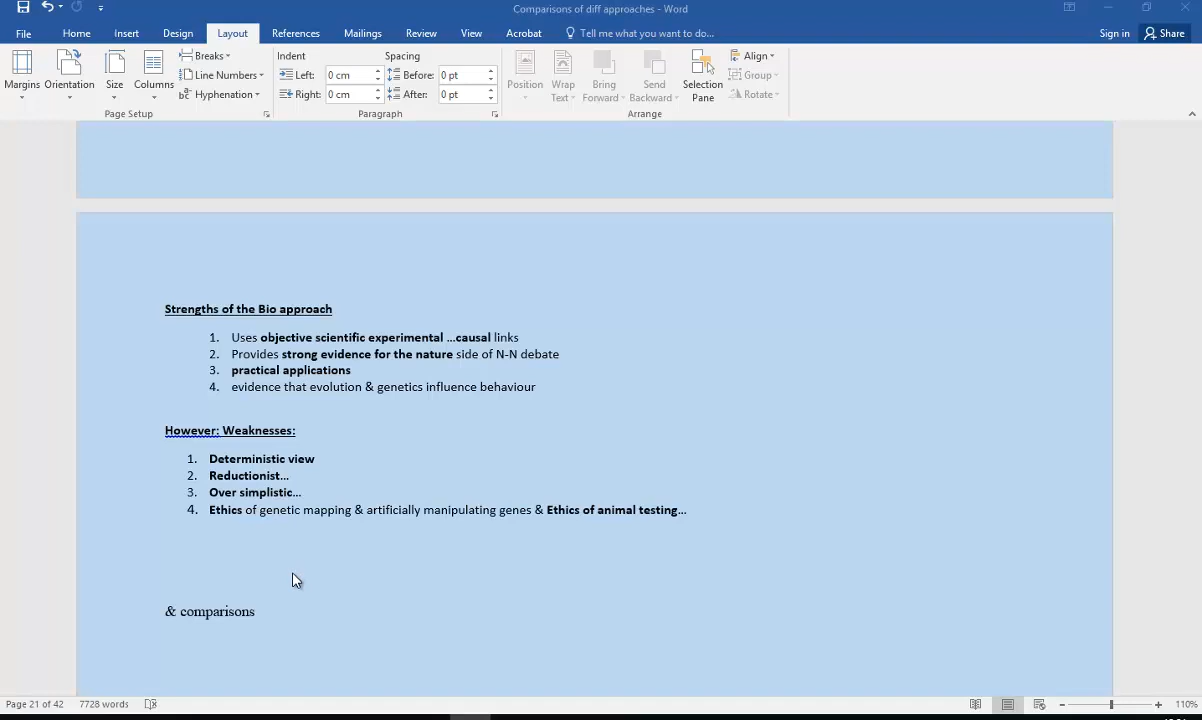 Comparisons of diff approaches - Word
File Home Insert Design Layout References Mailings Review View Acrobat Tell me what you want to do... Sign in Share
Margins Orientation Size Columns Breaks Line Numbers Hyphenation
Page Setup
Indent Spacing
Left: 0 cm Before: 0 pt
Right: 0 cm After: 0 pt
Paragraph
Position Wrap Text Bring Forward Send Backward Selection Pane Align Group Rotate
Arrange
Strengths of the Bio approach
1. Uses objective scientific experimental ...causal links
2. Provides strong evidence for the nature side of N-N debate
3. practical applications
4. evidence that evolution & genetics influence behaviour
However: Weaknesses:
1. Deterministic view
2. Reductionist...
3. Over simplistic...
4. Ethics of genetic mapping & artificially manipulating genes & Ethics of animal testing...
& comparisons
Page 21 of 42 7728 words 110%